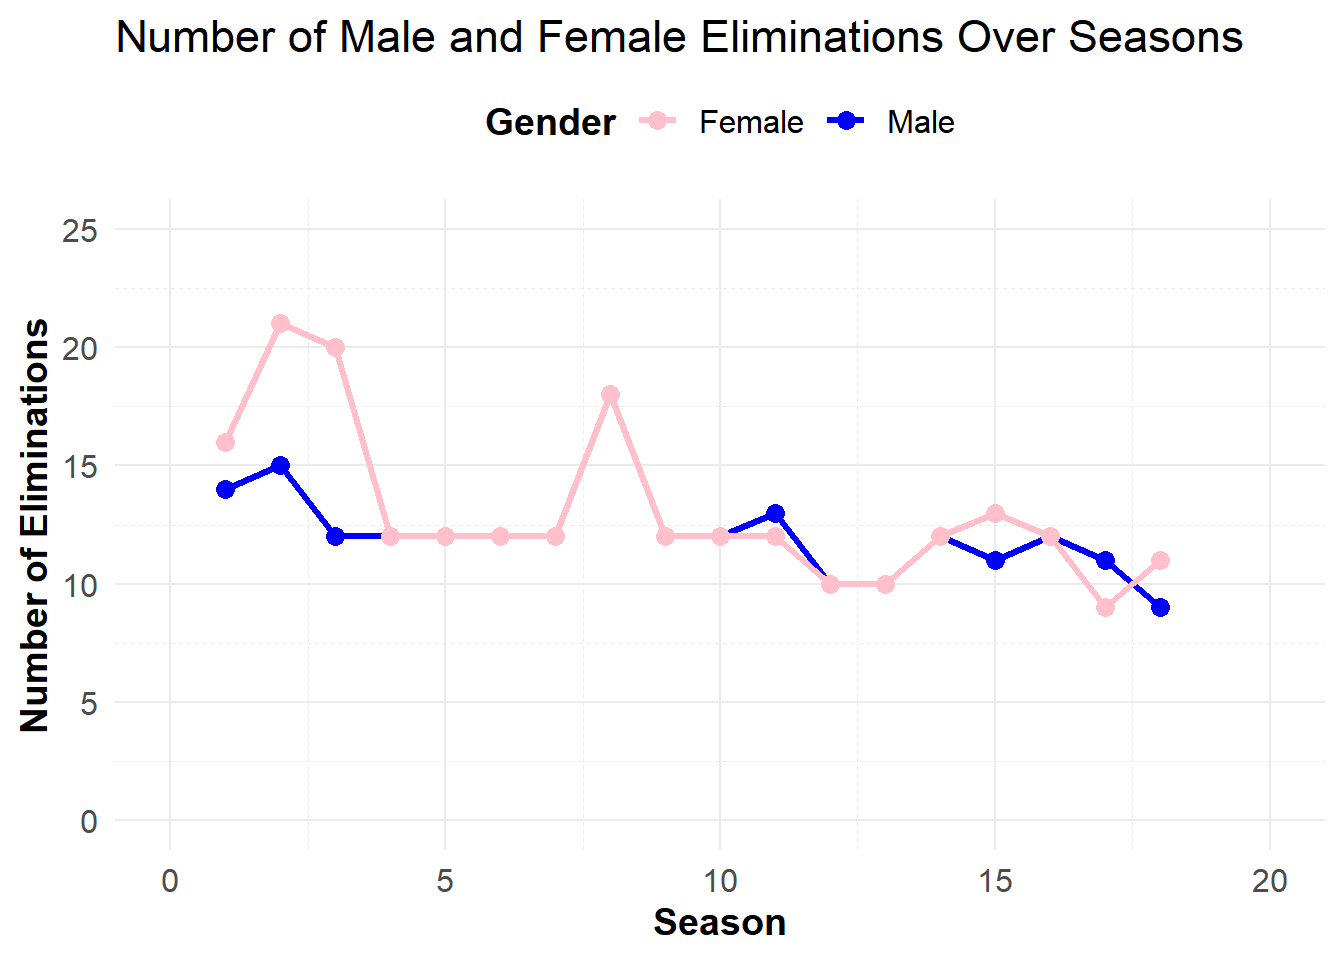 Number of Male and Female Eliminations Over Seasons
Gender Female Male
25
20
15
10
5
0
Number of Eliminations
0 5 10 15 20
Season